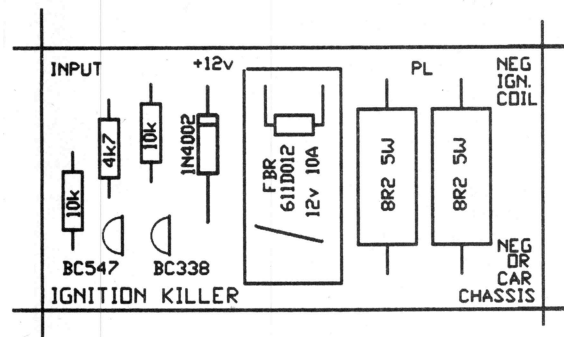 INPUT
+12v
PL
NEG
IGN.
COIL
10k
4k7
10k
1N4002
FBR
611D012
12v 10A
8R2 5W
8R2 5W
BC547
BC338
NEG
OR
CAR
CHASSIS
IGNITION KILLER